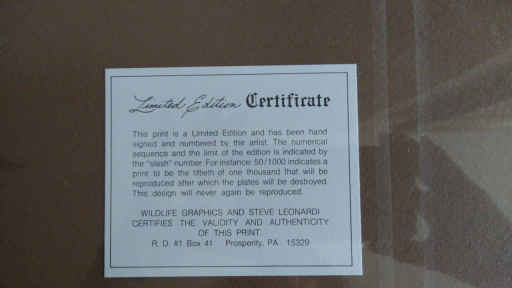 Limited Edition Certificate
This print is a Limited Edition and has been hand
signed and numbered by the artist. The numerical
sequence and the limit of the edition is indicated by
the "slash" number. For instance: 50/1000 indicates a
print to be the fiftieth of one thousand that will be
reproduced after which the plates will be destroyed.
This design will never again be reproduced.
WILDLIFE GRAPHICS AND STEVE LEONARDI
CERTIFIES THE VALIDITY AND AUTHENTICITY
OF THIS PRINT.
R. D. #1 Box 41 Prosperity, PA. 15329